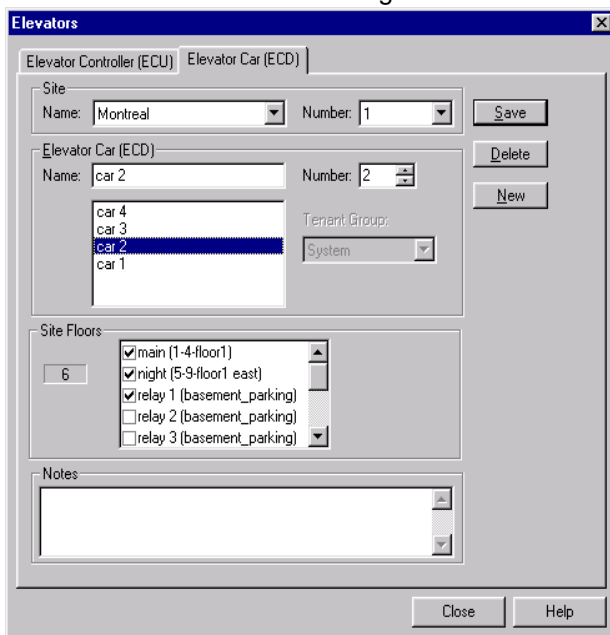 Elevators
Elevator Controller (ECU) Elevator Car (ECD)
Site
Name: Montreal Number: 1 Save
Elevator Car (ECD) Delete
Name: car 2 Number: 2
New
car 4
car 3
car 2
car 1
Tenant Group:
System
Site Floors
6
main (1-4-floor1)
night (5-9-floor1 east)
relay 1 (basement_parking)
relay 2 (basement_parking)
relay 3 (basement_parking)
Notes
Close Help